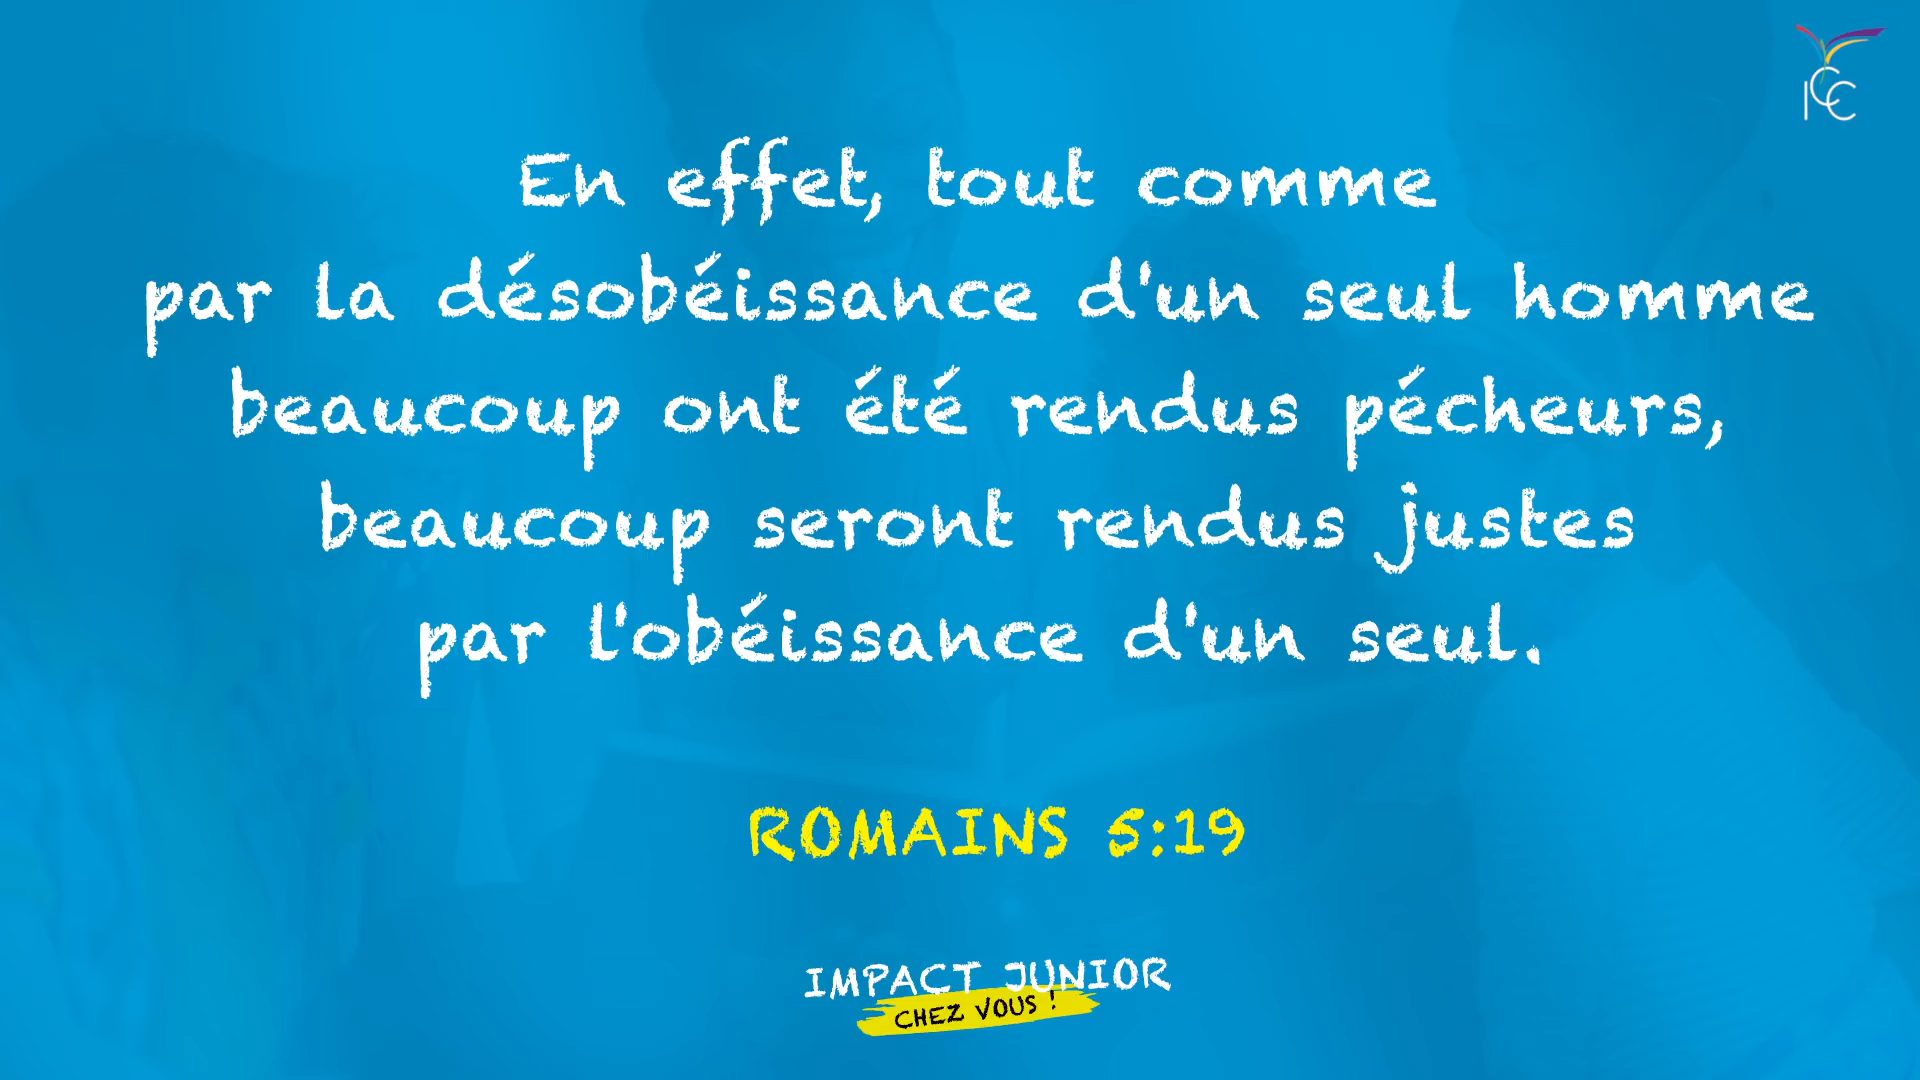 ICC
En effet, tout comme
par la désobéissance d'un seul homme
beaucoup ont été rendus pécheurs,
beaucoup seront rendus justes
par l'obéissance d'un seul.
ROMAINS 5:19
IMPACT JUNIOR
CHEZ VOUS !